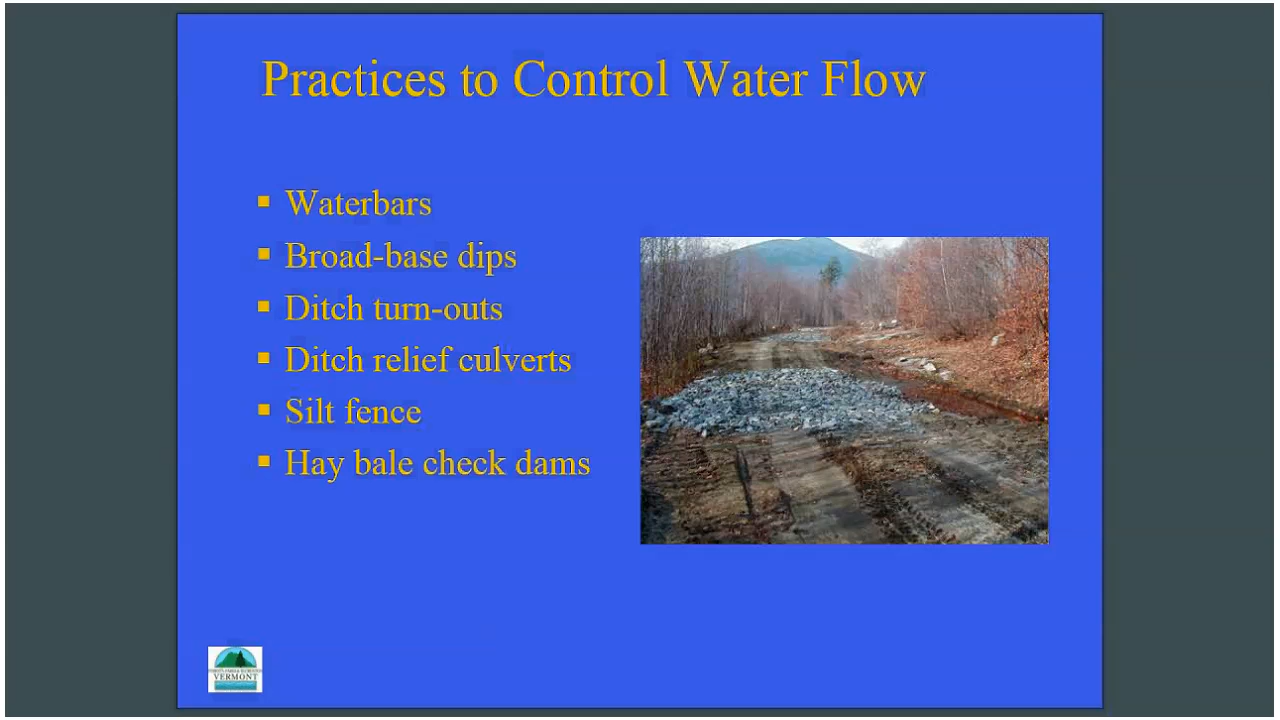 Practices to Control Water Flow
Waterbars
Broad-base dips
Ditch turn-outs
Ditch relief culverts
Silt fence
Hay bale check dams
VERMONT